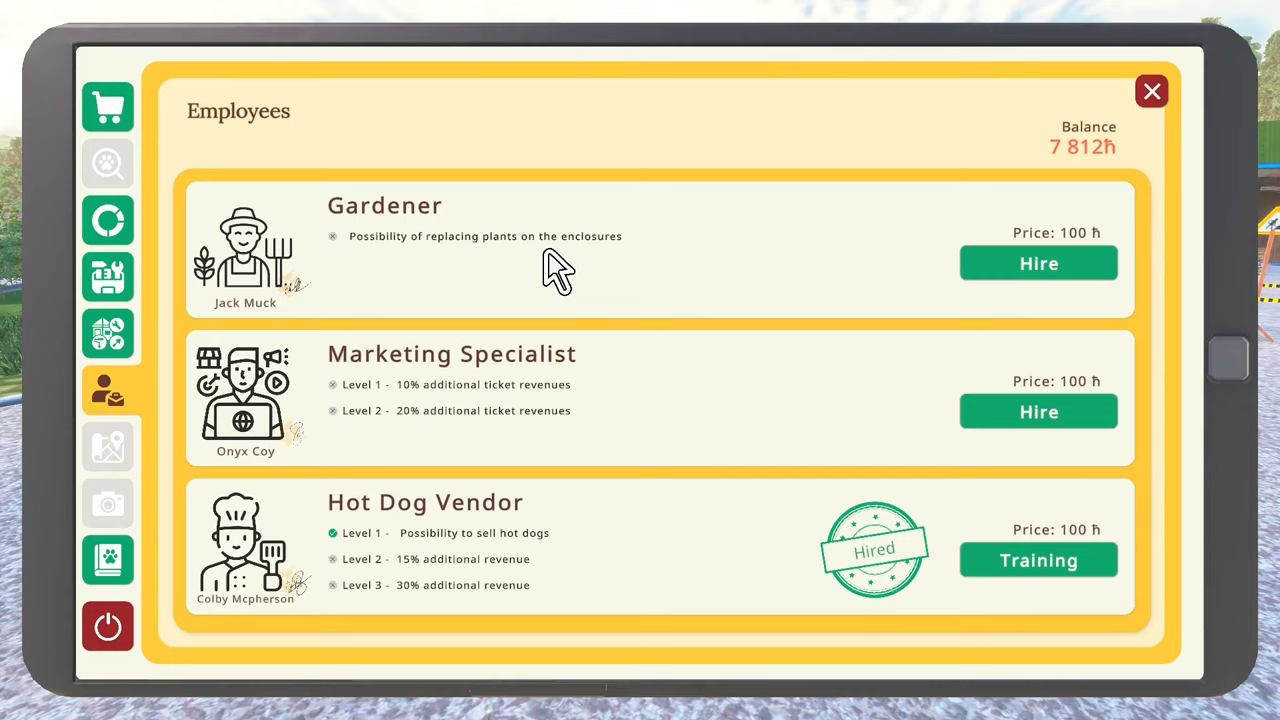 Employees
Balance
7 812ħ
Gardener
Possibility of replacing plants on the enclosures
Price: 100 ħ
Hire
Jack Muck
Marketing Specialist
Level 1 - 10% additional ticket revenues
Level 2 - 20% additional ticket revenues
Price: 100 ħ
Hire
Onyx Coy
Hot Dog Vendor
Level 1 - Possibility to sell hot dogs
Level 2 - 15% additional revenue
Level 3 - 30% additional revenue
Hired
Price: 100 ħ
Training
Colby Mcpherson